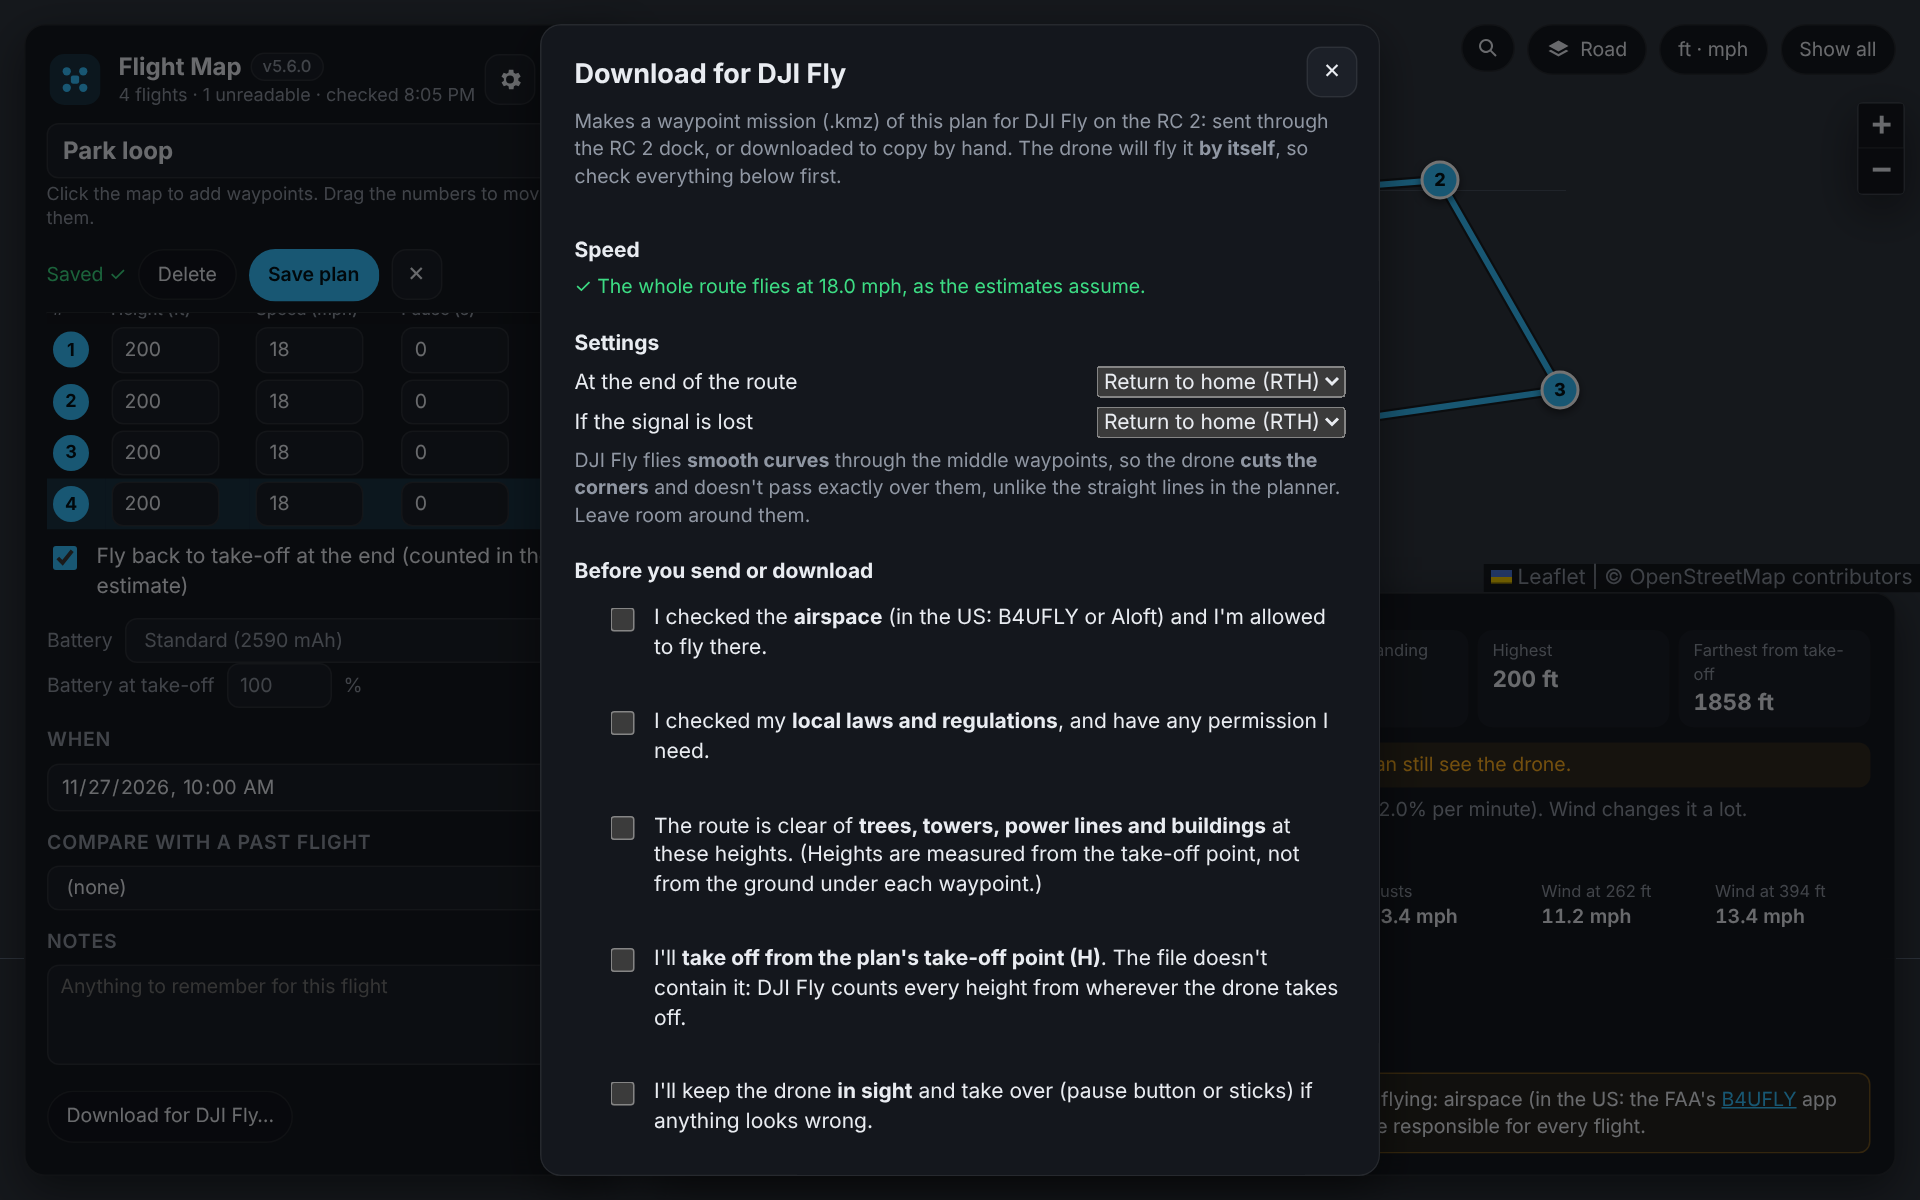 Flight Map v5.6.0
4 flights · 1 unreadable · checked 8:05 PM
Park loop
Click the map to add waypoints. Drag the numbers to mov
them.
Saved ✓ Delete Save plan ✕
1 200 18 0
2 200 18 0
3 200 18 0
4 200 18 0
Fly back to take-off at the end (counted in th
estimate)
Battery Standard (2590 mAh)
Battery at take-off 100 %
WHEN
11/27/2026, 10:00 AM
COMPARE WITH A PAST FLIGHT
(none)
NOTES
Anything to remember for this flight
Download for DJI Fly...
Download for DJI Fly ✕
Makes a waypoint mission (.kmz) of this plan for DJI Fly on the RC 2: sent through
the RC 2 dock, or downloaded to copy by hand. The drone will fly it by itself, so
check everything below first.
Speed
✓ The whole route flies at 18.0 mph, as the estimates assume.
Settings
At the end of the route Return to home (RTH)
If the signal is lost Return to home (RTH)
DJI Fly flies smooth curves through the middle waypoints, so the drone cuts the
corners and doesn't pass exactly over them, unlike the straight lines in the planner.
Leave room around them.
Before you send or download
I checked the airspace (in the US: B4UFLY or Aloft) and I'm allowed
to fly there.
I checked my local laws and regulations, and have any permission I
need.
The route is clear of trees, towers, power lines and buildings at
these heights. (Heights are measured from the take-off point, not
from the ground under each waypoint.)
I'll take off from the plan's take-off point (H). The file doesn't
contain it: DJI Fly counts every height from wherever the drone takes
off.
I'll keep the drone in sight and take over (pause button or sticks) if
anything looks wrong.
Road ft · mph Show all
+
−
2
3
Leaflet | © OpenStreetMap contributors
anding
Highest
200 ft
Farthest from take-
off
1858 ft
an still see the drone.
2.0% per minute). Wind changes it a lot.
usts
3.4 mph
Wind at 262 ft
11.2 mph
Wind at 394 ft
13.4 mph
flying: airspace (in the US: the FAA's B4UFLY app
e responsible for every flight.